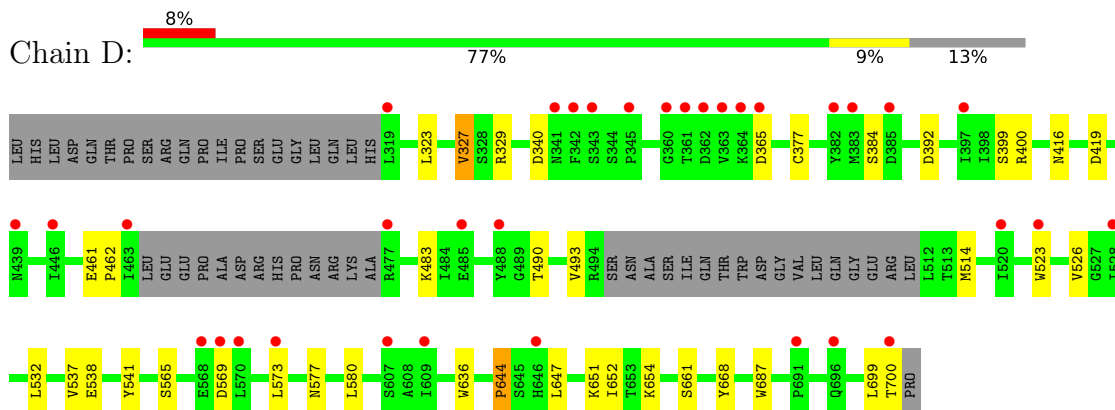 8%
Chain D:
77% 9% 13%
LEU HIS LEU ASP GLN THR PRO SER ARG GLN PRO ILE PRO SER GLU GLY LEU GLN LEU HIS L319 L323 V327 S328 R329 D340 N341 F342 S343 S344 P345 G360 T361 D362 V363 K364 D365 C377 Y382 M383 S384 D385 D392 I397 I398 S399 R400 N416 D419
N439 I446 E461 P462 I463 LEU GLU GLU PRO ALA ASP ARG HIS PRO ASN ARG LYS ALA R477 K483 I484 E485 Y488 G489 T490 V493 R494 SER ASN ALA SER ILE GLN THR TRP ASP GLY VAL LEU GLN GLY GLU ARG LEU L512 T513 M514 I520 W523 V526 G527 I528
L532 V537 E538 Y541 S565 E568 D569 L570 L573 N577 L580 S607 A608 I609 W636 P644 S645 H646 L647 K651 I652 T653 K654 S661 Y668 W687 P691 Q696 L699 T700 PRO